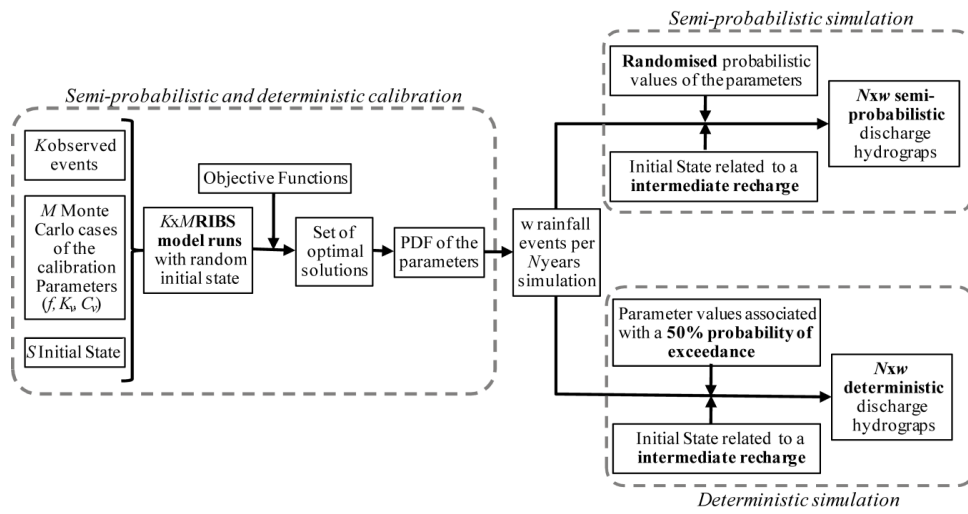 Semi-probabilistic and deterministic calibration
K observed
events
M Monte
Carlo cases
of the
calibration
Parameters
(f, Kv, Cv)
S Initial State
KxM RIBS
model runs
with random
initial state
Objective Functions
Set of
optimal
solutions
PDF of the
parameters
w rainfall
events per
N years
simulation
Semi-probabilistic simulation
Randomised probabilistic
values of the parameters
Initial State related to a
intermediate recharge
Nxw semi-
probabilistic
discharge
hydrograps
Parameter values associated
with a 50% probability of
exceedance
Initial State related to a
intermediate recharge
Nxw
deterministic
discharge
hydrograps
Deterministic simulation